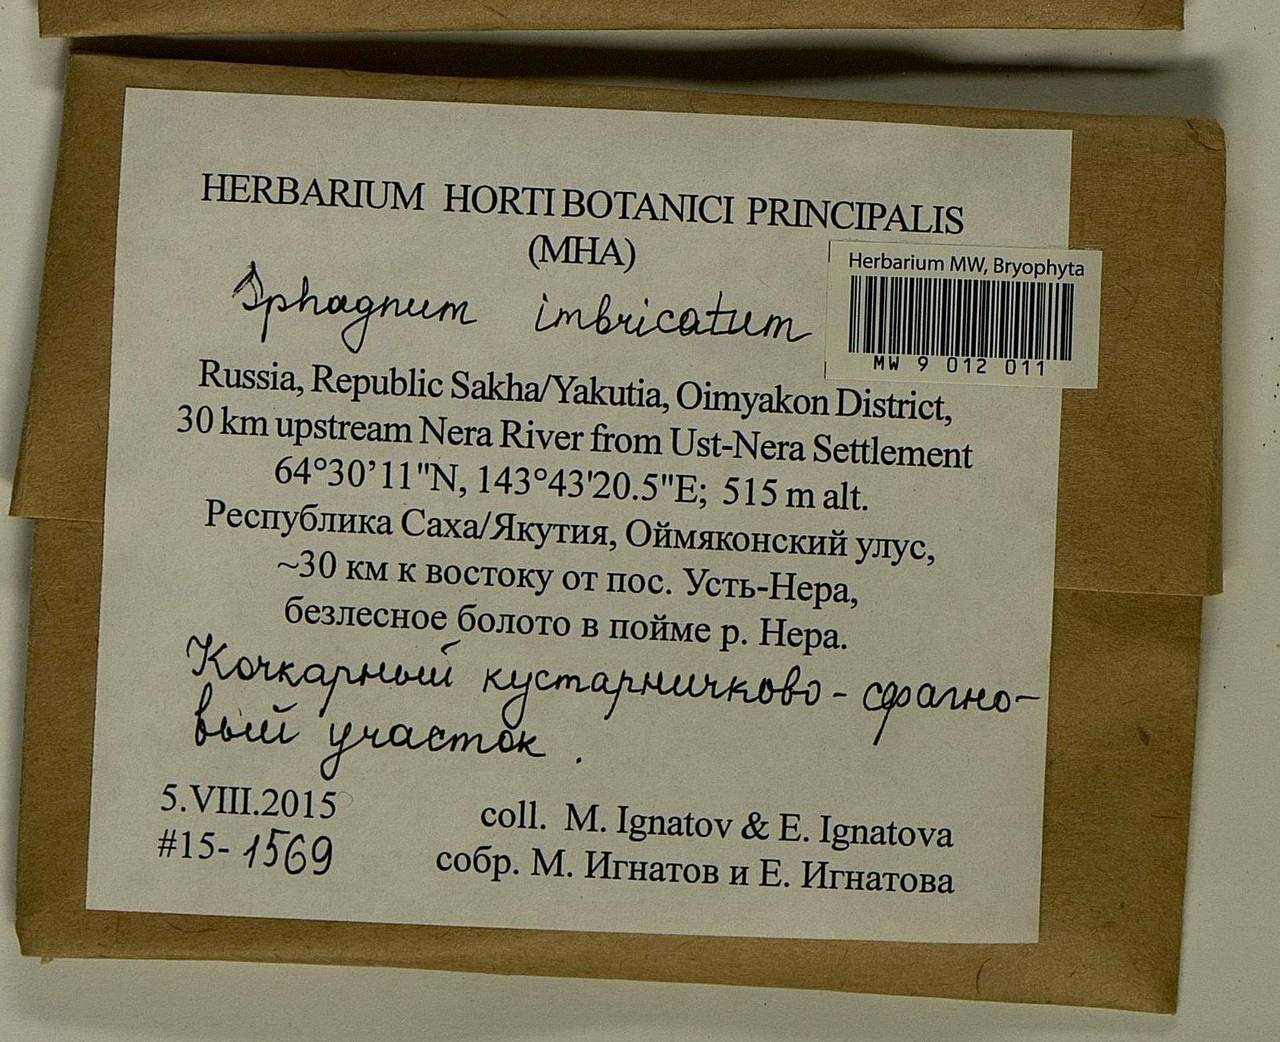 HERBARIUM HORTI BOTANICI PRINCIPALIS
(MHA)
Herbarium MW, Bryophyta
MW 9 012 011
Sphagnum imbricatum
Russia, Republic Sakha/Yakutia, Oimyakon District,
30 km upstream Nera River from Ust-Nera Settlement
64°30’11"N, 143°43'20.5"E; 515 m alt.
Республика Саха/Якутия, Оймяконский улус,
~30 км к востоку от пос. Усть-Нера,
безлесное болото в пойме р. Нера.
Кочкарный кустарничково-сфагно-
вый участок.
5.VIII.2015
#15-1569
coll. M. Ignatov & E. Ignatova
собр. М. Игнатов и Е. Игнатова